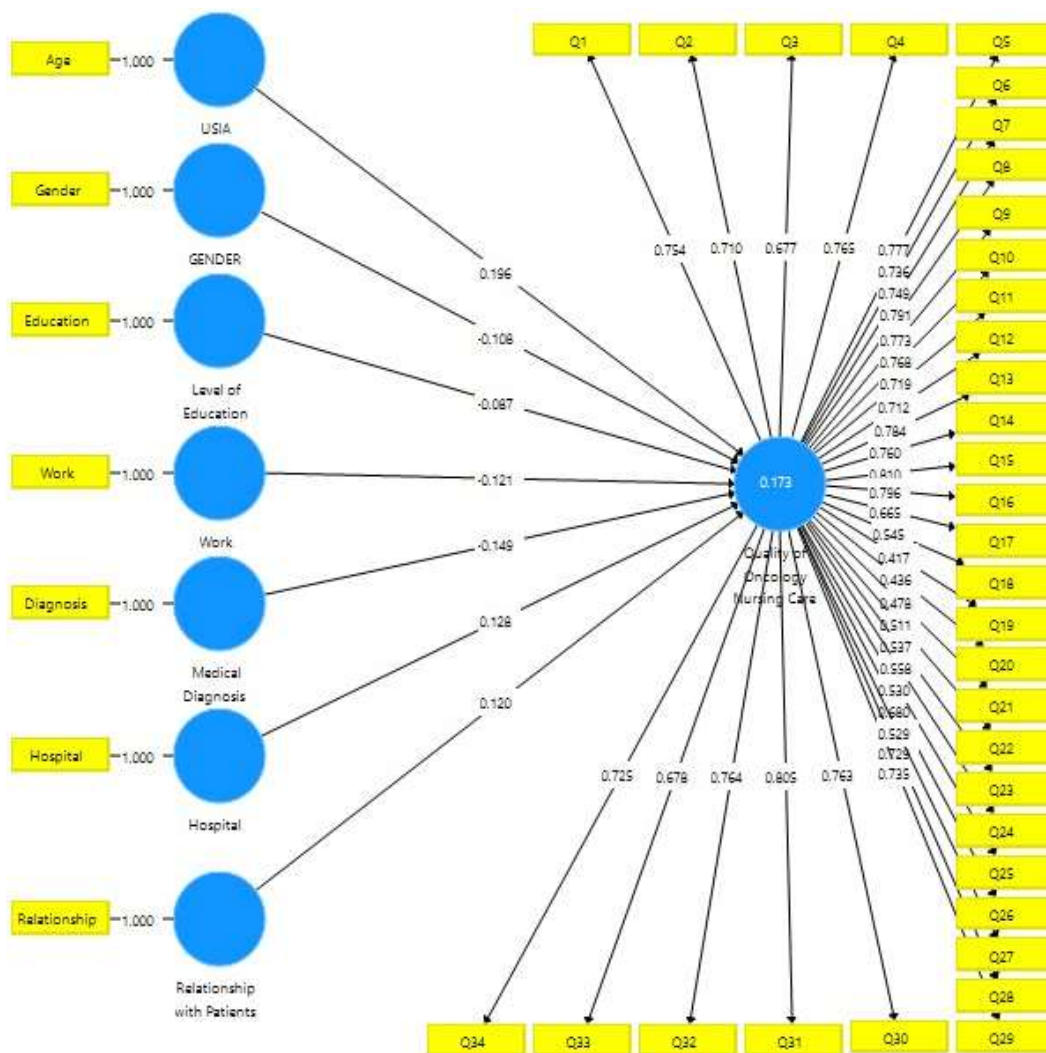 Age
1.000
USIA
Gender
1.000
GENDER
Education
1.000
Level of
Education
Work
1.000
Work
Diagnosis
1.000
Medical
Diagnosis
Hospital
1.000
Hospital
Relationship
1.000
Relationship
with Patients
0.196
-0.108
-0.087
-0.121
-0.149
0.128
0.120
0.173
Quality of
Oncology
Nursing Care
Q1
Q2
Q3
Q4
Q5
Q6
Q7
Q8
Q9
Q10
Q11
Q12
Q13
Q14
Q15
Q16
Q17
Q18
Q19
Q20
Q21
Q22
Q23
Q24
Q25
Q26
Q27
Q28
Q29
0.754
0.710
0.677
0.765
0.777
0.736
0.749
0.791
0.773
0.768
0.719
0.712
0.784
0.760
0.810
0.796
0.665
0.545
0.417
0.436
0.478
0.511
0.537
0.558
0.530
0.680
0.529
0.729
0.735
0.725
0.678
0.764
0.805
0.763
Q34
Q33
Q32
Q31
Q30